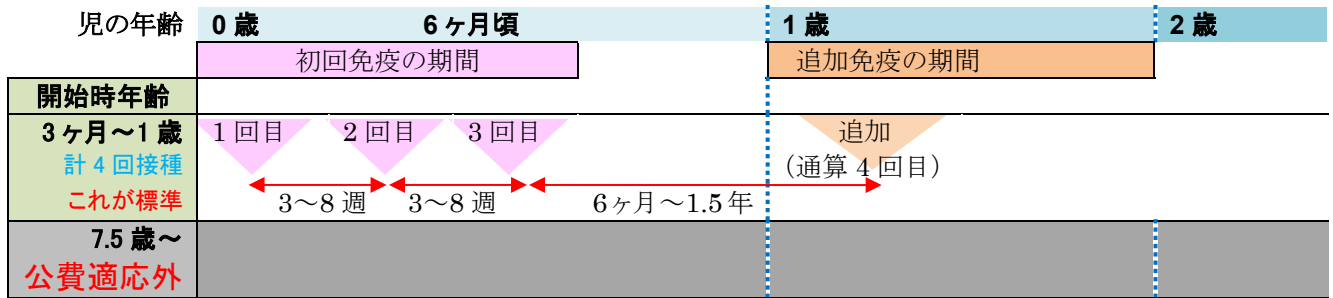 児の年齢 0歳 6ヶ月頃 1歳 2歳
初回免疫の期間 追加免疫の期間
開始時年齢
3ヶ月～1歳 1回目 2回目 3回目 追加
計4回接種 （通算4回目）
これが標準 3～8週 3～8週 6ヶ月～1.5年
7.5歳～
公費適応外